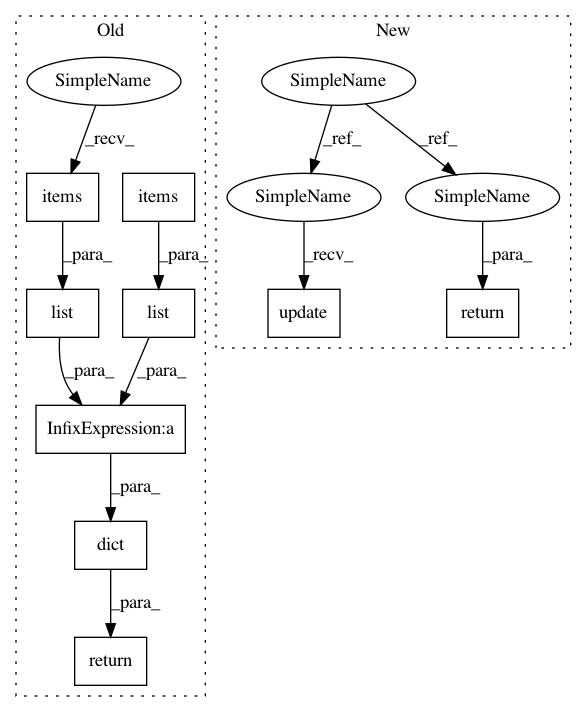 Old
New
SimpleName
SimpleName
_recv_
_ref_
_ref_
items
items
SimpleName
SimpleName
_para_
_para_
_recv_
_para_
list
list
update
return
_para_
_para_
InfixExpression:a
_para_
dict
_para_
return